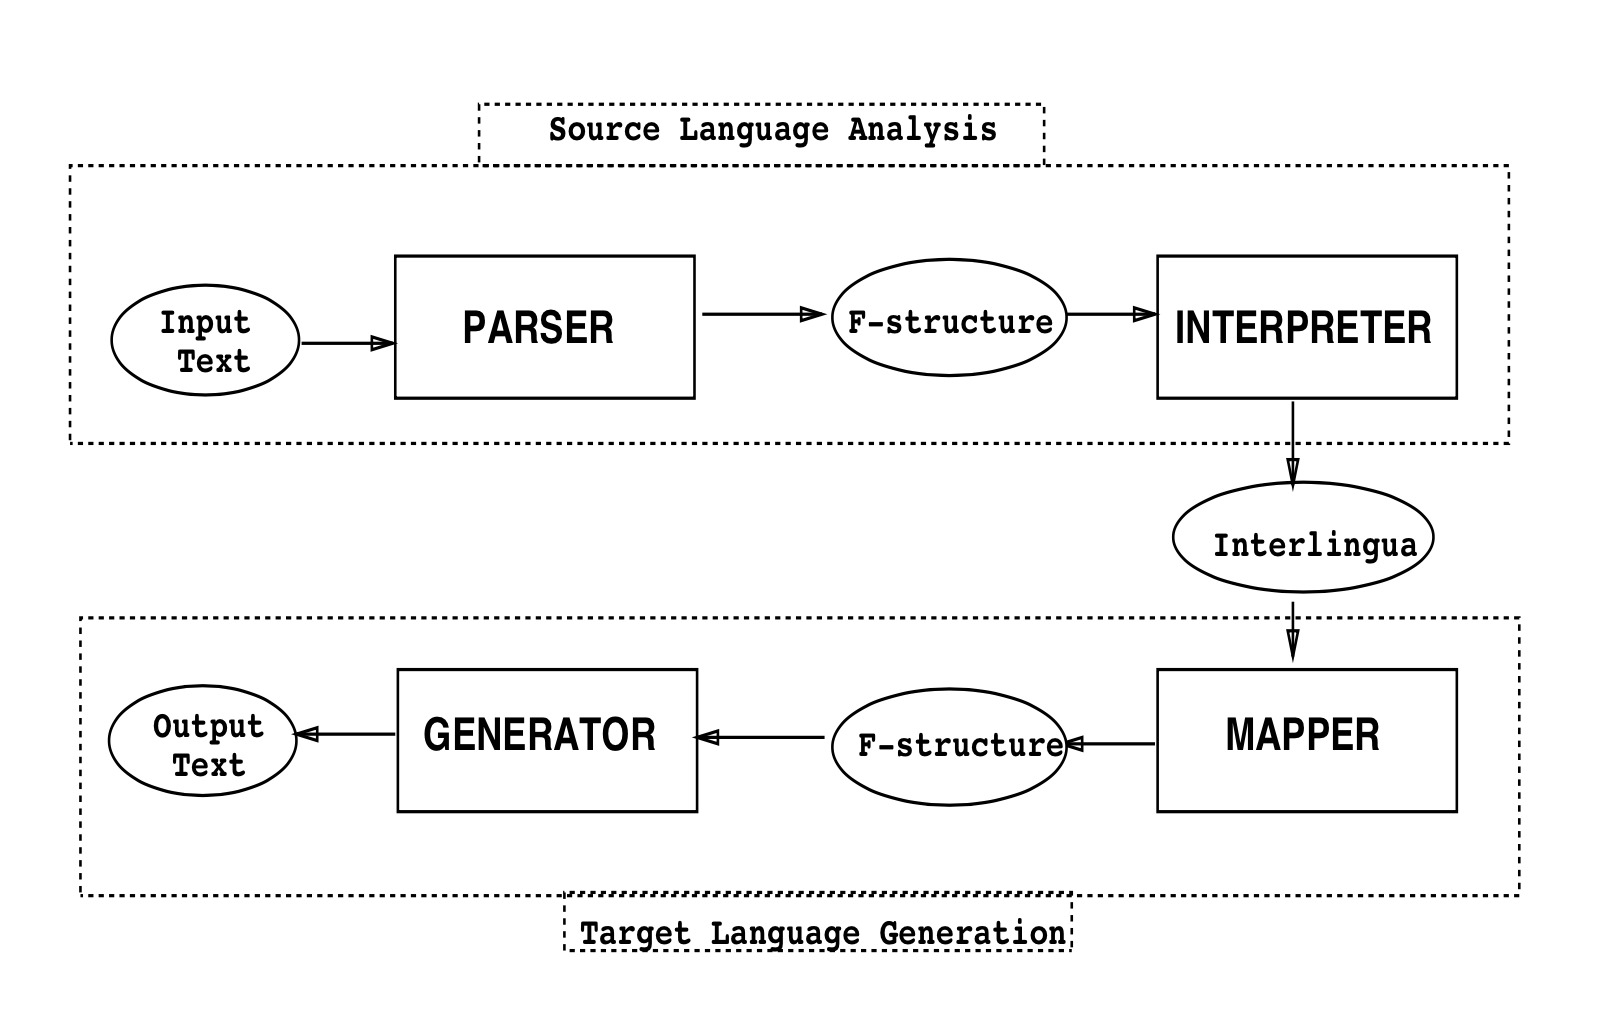 Source Language Analysis
Input
Text
PARSER
F-structure
INTERPRETER
Interlingua
Output
Text
GENERATOR
F-structure
MAPPER
Target Language Generation